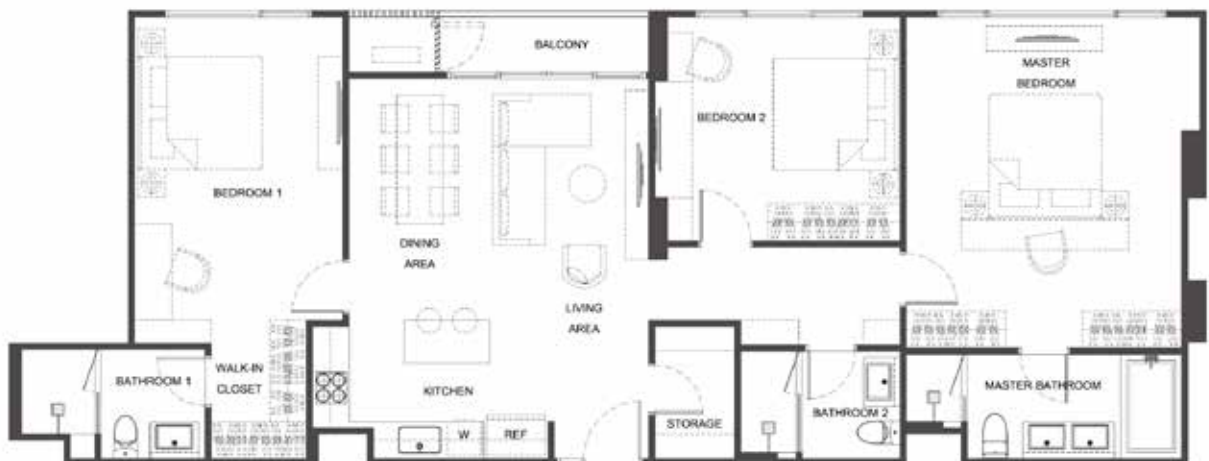 BALCONY
MASTER
BEDROOM
BEDROOM 2
BEDROOM 1
DINING
AREA
LIVING
AREA
WALK-IN
CLOSET
BATHROOM 1
KITCHEN
MASTER BATHROOM
BATHROOM 2
STORAGE
W
REF